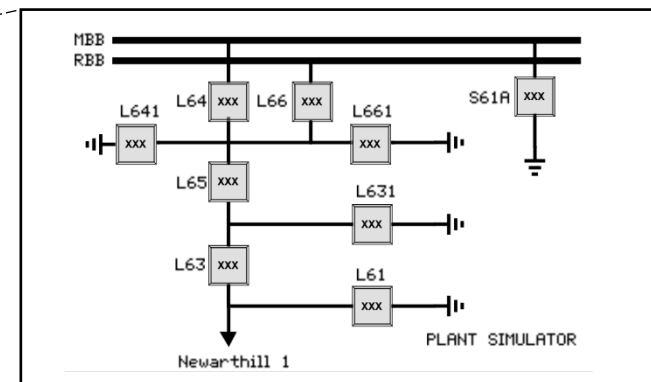 MBB
RBB
L64 xxx L66 xxx S61A xxx
L641 xxx L661 xxx
L65 xxx
L631 xxx
L63 xxx
L61 xxx
PLANT SIMULATOR
Newarthill 1